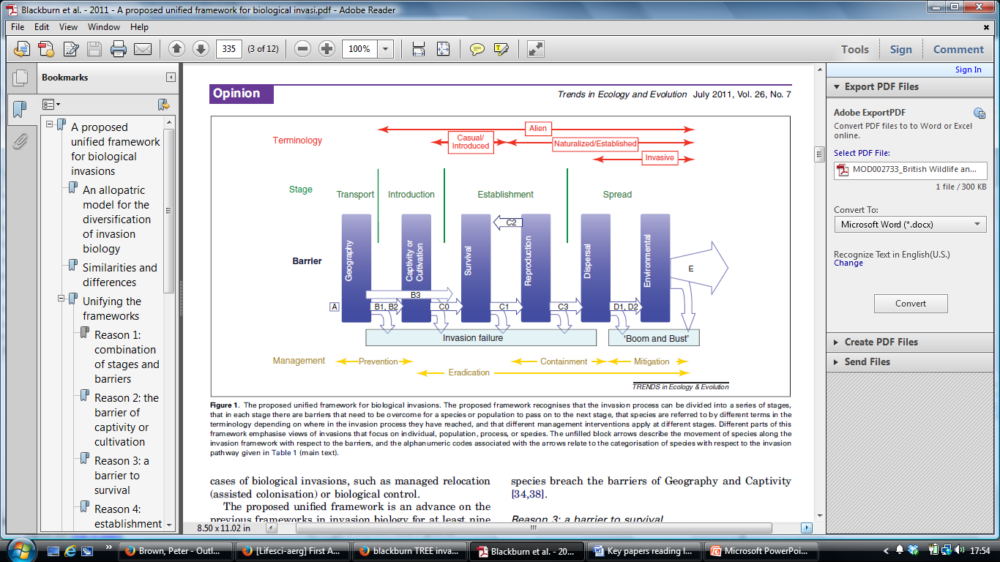 Blackburn et al. - 2011 - A proposed unified framework for biological invasi.pdf - Adobe Reader
File Edit View Window Help
335 (3 of 12) 100%
Tools Sign Comment
Bookmarks
A proposed
unified framework
for biological
invasions
An allopatric
model for the
diversification
of invasion
biology
Similarities and
differences
Unifying the
frameworks
Reason 1:
combination
of stages and
barriers
Reason 2: the
barrier of
captivity or
cultivation
Reason 3: a
barrier to
survival
Reason 4:
establishment
Opinion
Trends in Ecology and Evolution July 2011, Vol. 26, No. 7
Terminology
Alien
Casual/
Introduced
Naturalized/Established
Invasive
Stage
Transport
Introduction
Establishment
Spread
Barrier
Geography
Captivity or
Cultivation
Survival
Reproduction
Dispersal
Environmental
C2
E
B3
A
B1, B2
C0
C1
C3
D1, D2
Invasion failure
'Boom and Bust'
Management
Prevention
Containment
Mitigation
Eradication
TRENDS in Ecology & Evolution
Figure 1. The proposed unified framework for biological invasions. The proposed framework recognises that the invasion process can be divided into a series of stages,
that in each stage there are barriers that need to be overcome for a species or population to pass on to the next stage, that species are referred to by different terms in the
terminology depending on where in the invasion process they have reached, and that different management interventions apply at different stages. Different parts of this
framework emphasise views of invasions that focus on individual, population, process, or species. The unfilled block arrows describe the movement of species along the
invasion framework with respect to the barriers, and the alphanumeric codes associated with the arrows relate to the categorisation of species with respect to the invasion
pathway given in Table 1 (main text).
cases of biological invasions, such as managed relocation
(assisted colonisation) or biological control.
The proposed unified framework is an advance on the
previous frameworks in invasion biology for at least nine
species breach the barriers of Geography and Captivity
[34,38].
Reason 3: a barrier to survival
8.50 x 11.02 in
Sign In
Export PDF Files
Adobe ExportPDF
Convert PDF files to to Word or Excel
online.
Select PDF File:
MOD002733_British Wildlife an...
1 file / 300 KB
Convert To:
Microsoft Word (*.docx)
Recognize Text in English(U.S.)
Change
Convert
Create PDF Files
Send Files
Brown, Peter - Outl...
[Lifesci-aerg] First A...
blackburn TREE inva...
Blackburn et al. - 20...
Key papers reading l...
Microsoft PowerPoi...
17:54